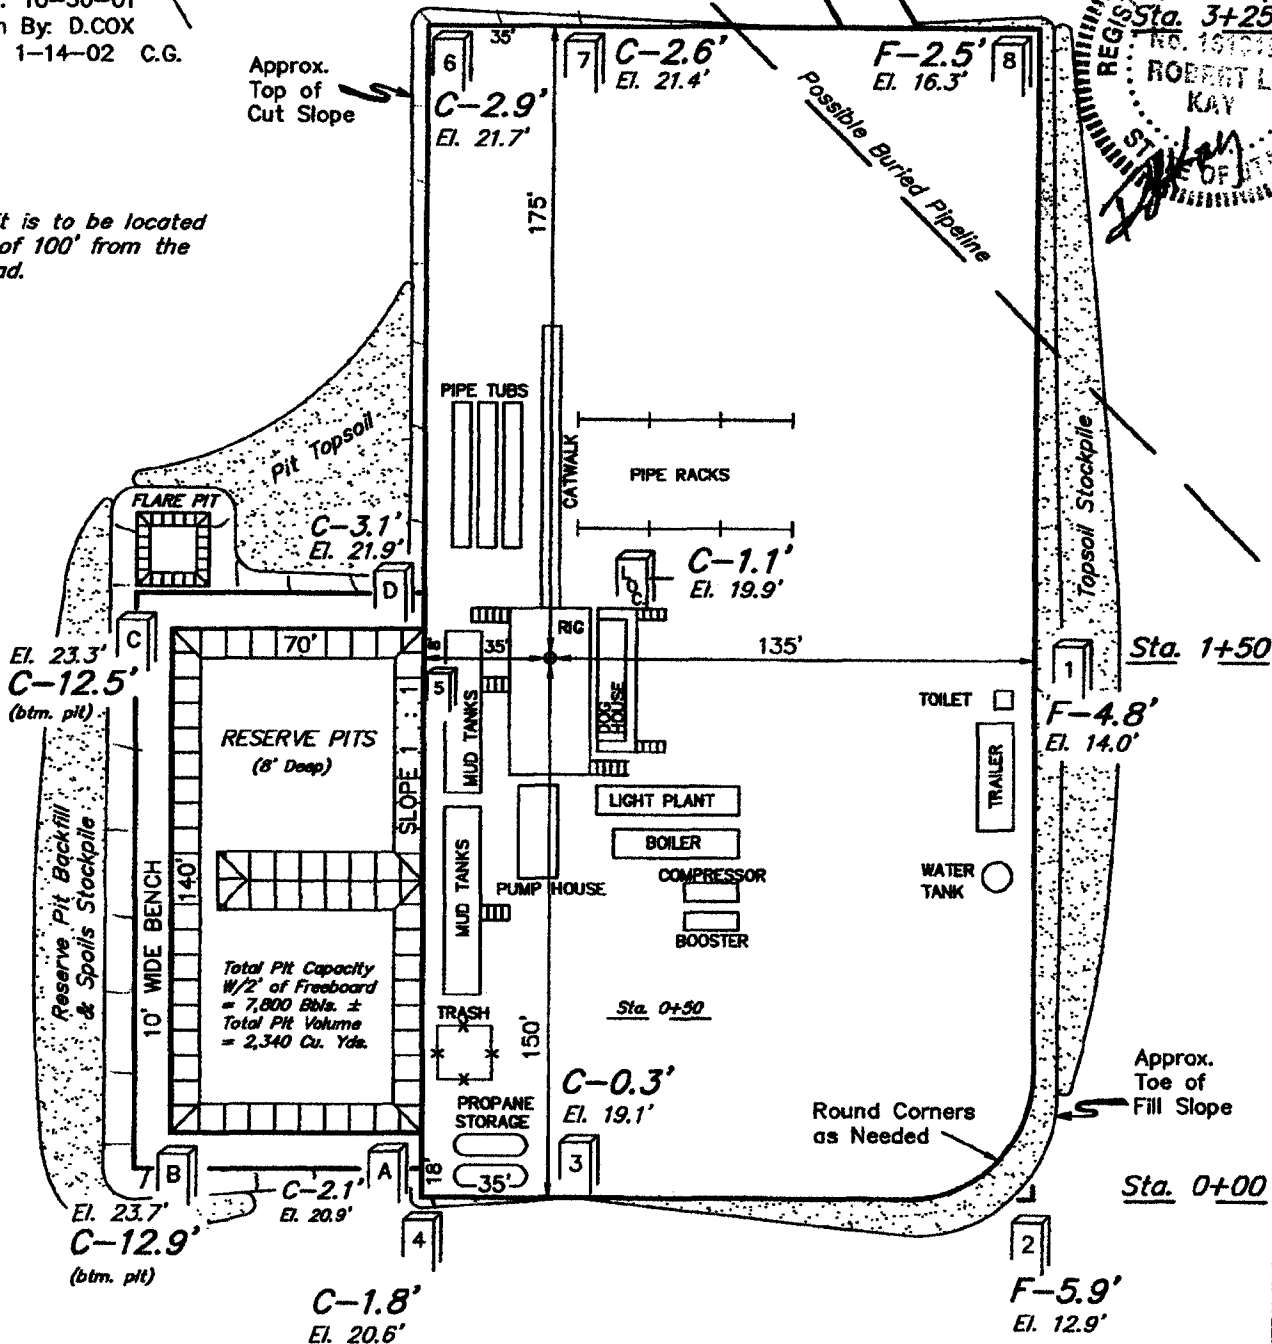 10-30-01
By: D.COX
1-14-02 C.G.
Sta. 3+25
REGIS
No.
ROBERT L.
KAY
ST
OF
Approx.
Top of
Cut Slope
6
35'
7
C-2.6'
El. 21.4'
F-2.5'
El. 16.3'
8
C-2.9'
El. 21.7'
Possible Buried Pipeline
is to be located
of 100' from the
175'
PIPE TUBS
Pit Topsoil
CATWALK
PIPE RACKS
Topsoil Stockpile
FLARE PIT
C-3.1'
El. 21.9'
C-1.1'
El. 19.9'
D
C
El. 23.3'
C-12.5'
(btm. pit)
70'
35'
RIG
135'
1
Sta. 1+50
5
TOILET
F-4.8'
El. 14.0'
RESERVE PITS
(8' Deep)
SLOPE 1 : 1
MUD TANKS
DOG
HOUSE
TRAILER
LIGHT PLANT
BOILER
Reserve Pit Backfill
& Spoils Stockpile
10' WIDE BENCH
140'
MUD TANKS
PUMP HOUSE
COMPRESSOR
BOOSTER
WATER
TANK
Total Pit Capacity
W/2' of Freeboard
= 7,800 Bbls. ±
Total Pit Volume
= 2,340 Cu. Yds.
TRASH
150'
Sta. 0+50
C-0.3'
El. 19.1'
PROPANE
STORAGE
Round Corners
as Needed
Approx.
Toe of
Fill Slope
B
A
18'
35'
3
C-2.1'
El. 20.9'
Sta. 0+00
El. 23.7'
C-12.9'
(btm. pit)
4
2
C-1.8'
El. 20.6'
F-5.9'
El. 12.9'